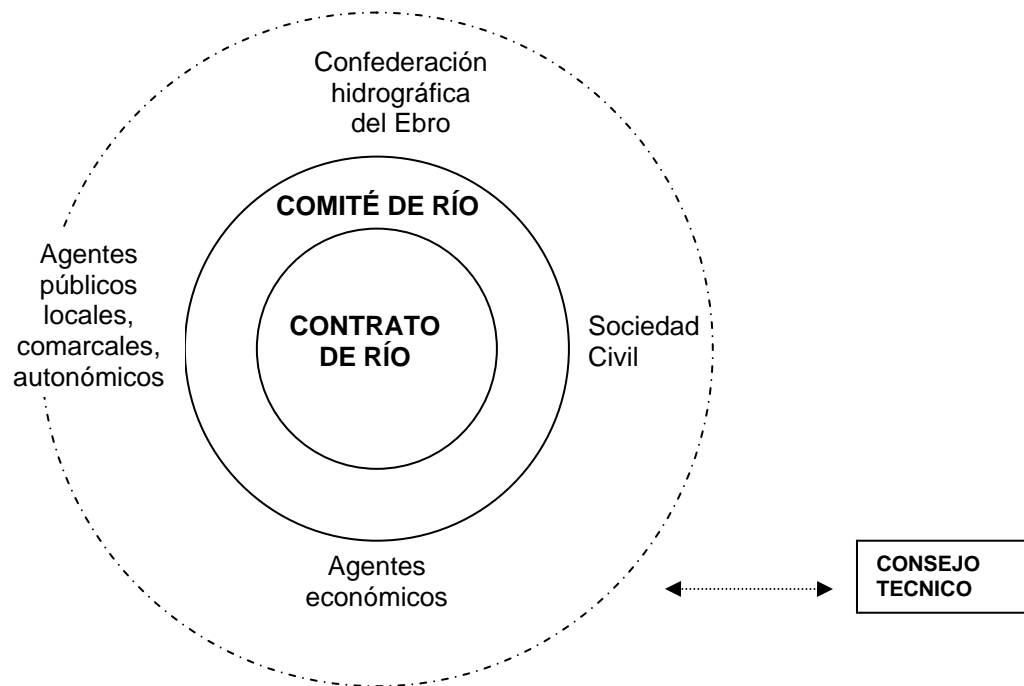 Confederación
hidrográfica
del Ebro
COMITÉ DE RÍO
Agentes
públicos
locales,
comarcales,
autonómicos
CONTRATO
DE RÍO
Sociedad
Civil
Agentes
económicos
CONSEJO
TECNICO